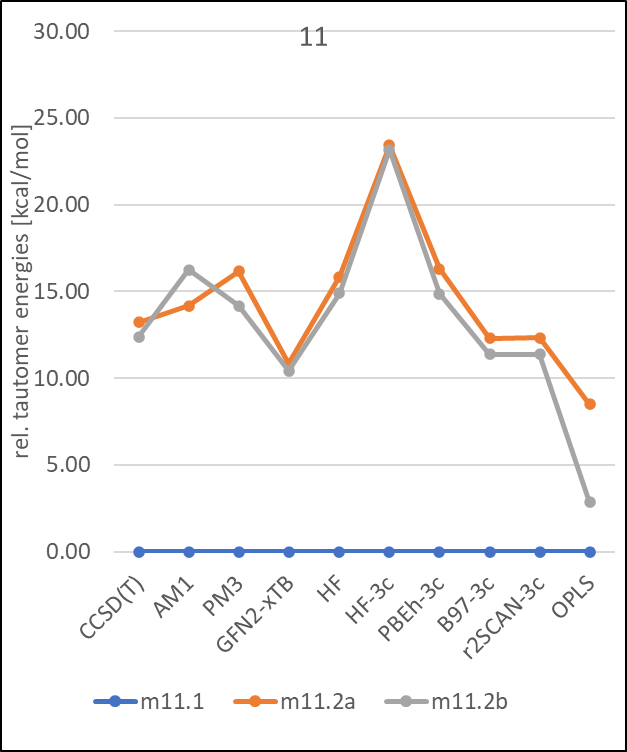 11
rel. tautomer energies [kcal/mol]
30.00
25.00
20.00
15.00
10.00
5.00
0.00
CCSD(T)
AM1
PM3
GFN2-xTB
HF
HF-3c
PBEh-3c
B97-3c
r2SCAN-3c
OPLS
m11.1 m11.2a m11.2b